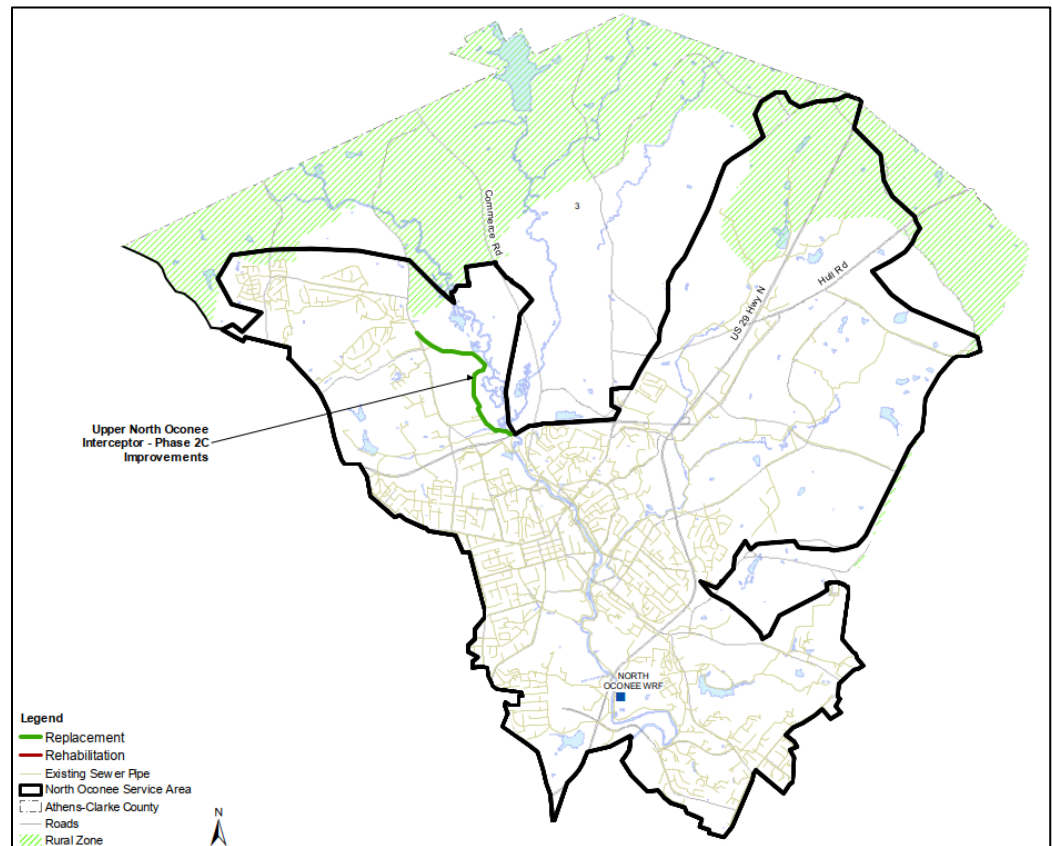 Commerce Rd
3
US 29 Hwy N
Hull Rd
Upper North Oconee
Interceptor - Phase 2C
Improvements
NORTH
OCONEE WRF
Legend
Replacement
Rehabilitation
Existing Sewer Pipe
North Oconee Service Area
Athens-Clarke County
Roads
Rural Zone
N